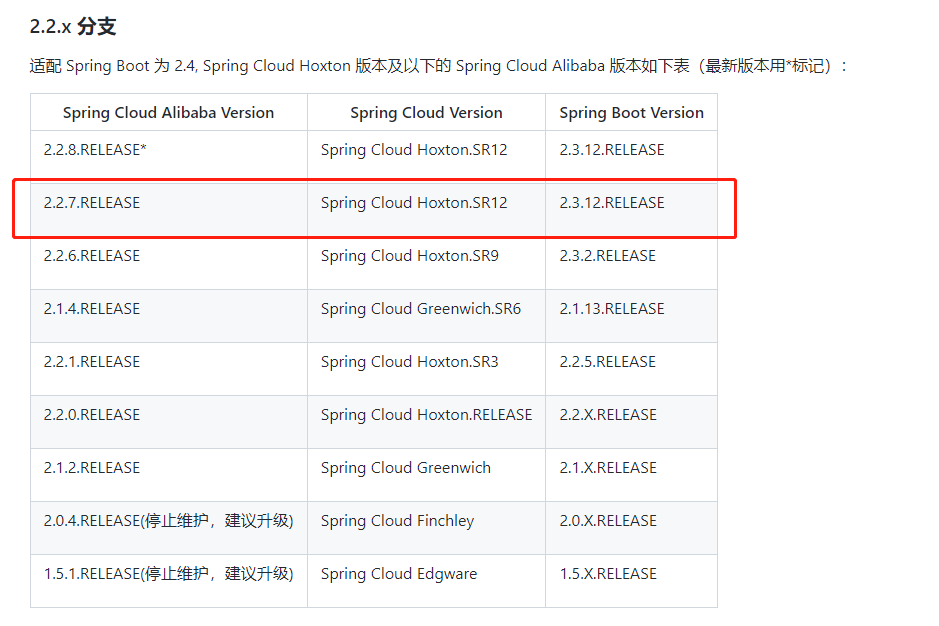 2.2.x 分支
适配 Spring Boot 为 2.4, Spring Cloud Hoxton 版本及以下的 Spring Cloud Alibaba 版本如下表（最新版本用*标记）：
Spring Cloud Alibaba Version Spring Cloud Version Spring Boot Version
2.2.8.RELEASE* Spring Cloud Hoxton.SR12 2.3.12.RELEASE
2.2.7.RELEASE Spring Cloud Hoxton.SR12 2.3.12.RELEASE
2.2.6.RELEASE Spring Cloud Hoxton.SR9 2.3.2.RELEASE
2.1.4.RELEASE Spring Cloud Greenwich.SR6 2.1.13.RELEASE
2.2.1.RELEASE Spring Cloud Hoxton.SR3 2.2.5.RELEASE
2.2.0.RELEASE Spring Cloud Hoxton.RELEASE 2.2.X.RELEASE
2.1.2.RELEASE Spring Cloud Greenwich 2.1.X.RELEASE
2.0.4.RELEASE(停止维护，建议升级) Spring Cloud Finchley 2.0.X.RELEASE
1.5.1.RELEASE(停止维护，建议升级) Spring Cloud Edgware 1.5.X.RELEASE